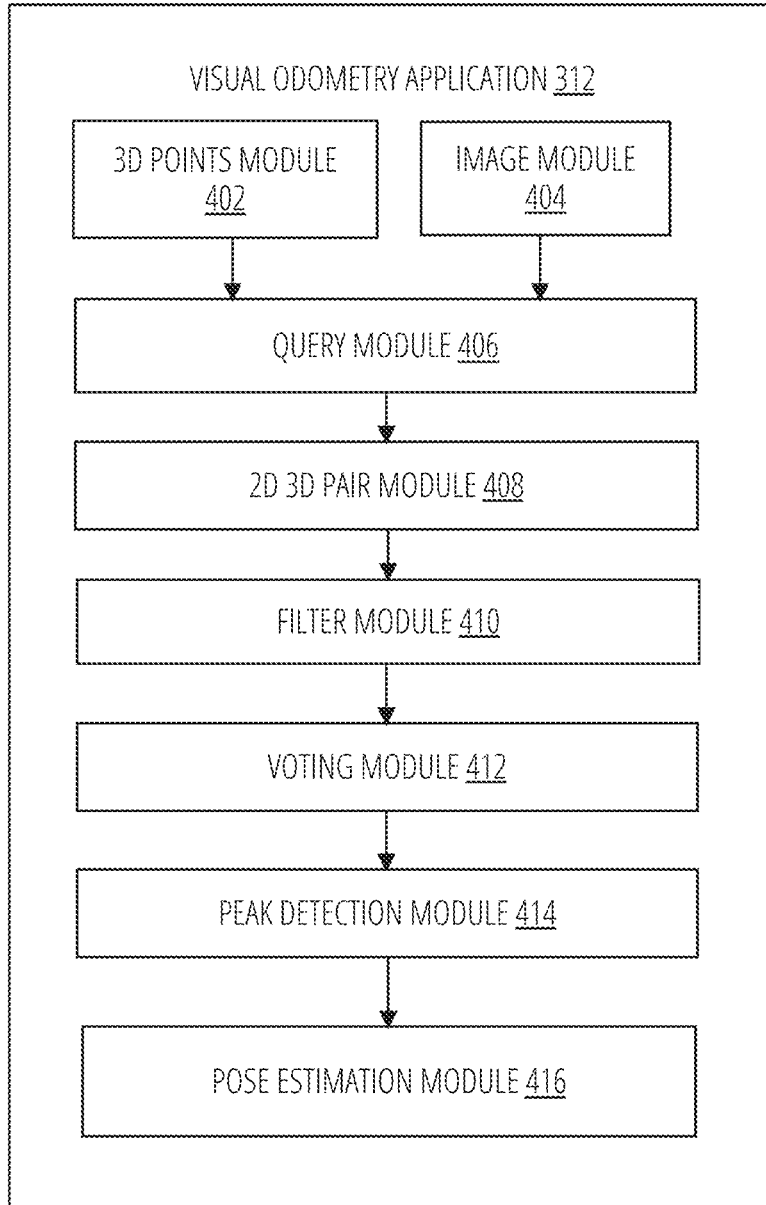 VISUAL ODOMETRY APPLICATION 312
3D POINTS MODULE
402
IMAGE MODULE
404
QUERY MODULE 406
2D 3D PAIR MODULE 408
FILTER MODULE 410
VOTING MODULE 412
PEAK DETECTION MODULE 414
POSE ESTIMATION MODULE 416